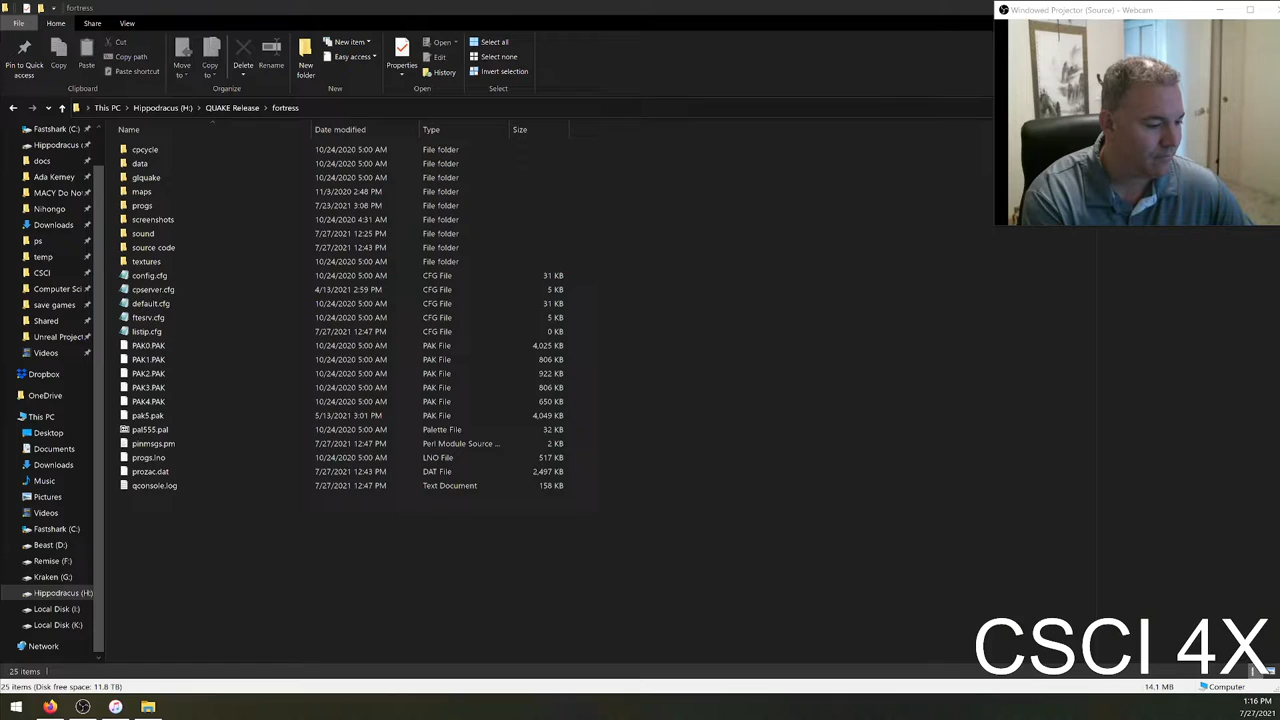 fortress
Windowed Projector (Source) - Webcam
File Home Share View
Pin to Quick access
Copy
Paste
Cut
Copy path
Paste shortcut
Move to
Copy to
Delete
Rename
New folder
New item
Easy access
Properties
Open
Edit
History
Select all
Select none
Invert selection
Clipboard Organize New Open Select
This PC > Hippodracus (H:) > QUAKE Release > fortress
Name Date modified Type Size
Fastshark (C:)
Hippodracus (
docs
Ada Kemey
MACY Do No
Nihongo
Downloads
ps
temp
CSCI
Computer Sci
save games
Shared
Unreal Project
Videos
Dropbox
OneDrive
This PC
Desktop
Documents
Downloads
Music
Pictures
Videos
Fastshark (C:)
Beast (D:)
Remise (F:)
Kraken (G:)
Hippodracus (H:)
Local Disk (I:)
Local Disk (K:)
Network
cpcycle 10/24/2020 5:00 AM File folder
data 10/24/2020 5:00 AM File folder
glquake 10/24/2020 5:00 AM File folder
maps 11/3/2020 2:48 PM File folder
progs 7/23/2021 3:08 PM File folder
screenshots 10/24/2020 4:31 AM File folder
sound 7/27/2021 12:25 PM File folder
source code 7/27/2021 12:43 PM File folder
textures 10/24/2020 5:00 AM File folder
config.cfg 10/24/2020 5:00 AM CFG File 31 KB
cpserver.cfg 4/13/2021 2:59 PM CFG File 5 KB
default.cfg 10/24/2020 5:00 AM CFG File 31 KB
ftesrv.cfg 10/24/2020 5:00 AM CFG File 5 KB
listip.cfg 7/27/2021 12:47 PM CFG File 0 KB
PAK0.PAK 10/24/2020 5:00 AM PAK File 4,025 KB
PAK1.PAK 10/24/2020 5:00 AM PAK File 806 KB
PAK2.PAK 10/24/2020 5:00 AM PAK File 922 KB
PAK3.PAK 10/24/2020 5:00 AM PAK File 806 KB
PAK4.PAK 10/24/2020 5:00 AM PAK File 650 KB
pak5.pak 5/13/2021 3:01 PM PAK File 4,049 KB
pal555.pal 10/24/2020 5:00 AM Palette File 32 KB
pinmsgs.pm 7/27/2021 12:47 PM Perl Module Source ... 2 KB
progs.lno 10/24/2020 5:00 AM LNO File 517 KB
prozac.dat 7/27/2021 12:43 PM DAT File 2,497 KB
qconsole.log 7/27/2021 12:47 PM Text Document 158 KB
CSCI 4X
25 items
25 items (Disk free space: 11.8 TB) 14.1 MB Computer
1:16 PM
7/27/2021